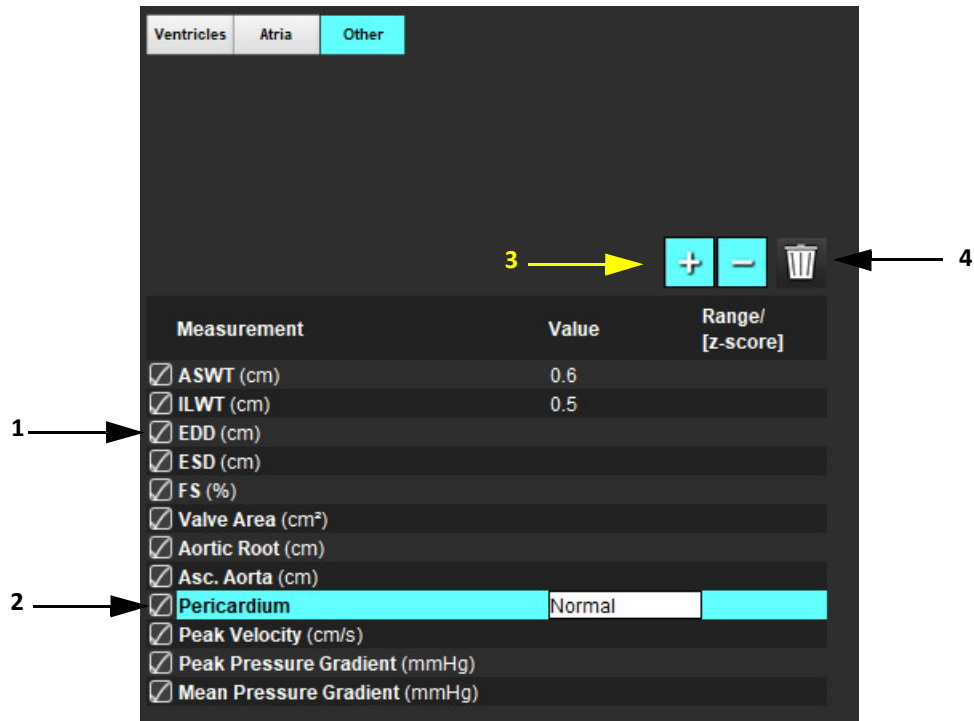 Ventricles Atria Other
3 + − 4
Measurement Value Range/
[z-score]
ASWT (cm) 0.6
ILWT (cm) 0.5
1 EDD (cm)
ESD (cm)
FS (%)
Valve Area (cm²)
Aortic Root (cm)
Asc. Aorta (cm)
2 Pericardium Normal
Peak Velocity (cm/s)
Peak Pressure Gradient (mmHg)
Mean Pressure Gradient (mmHg)